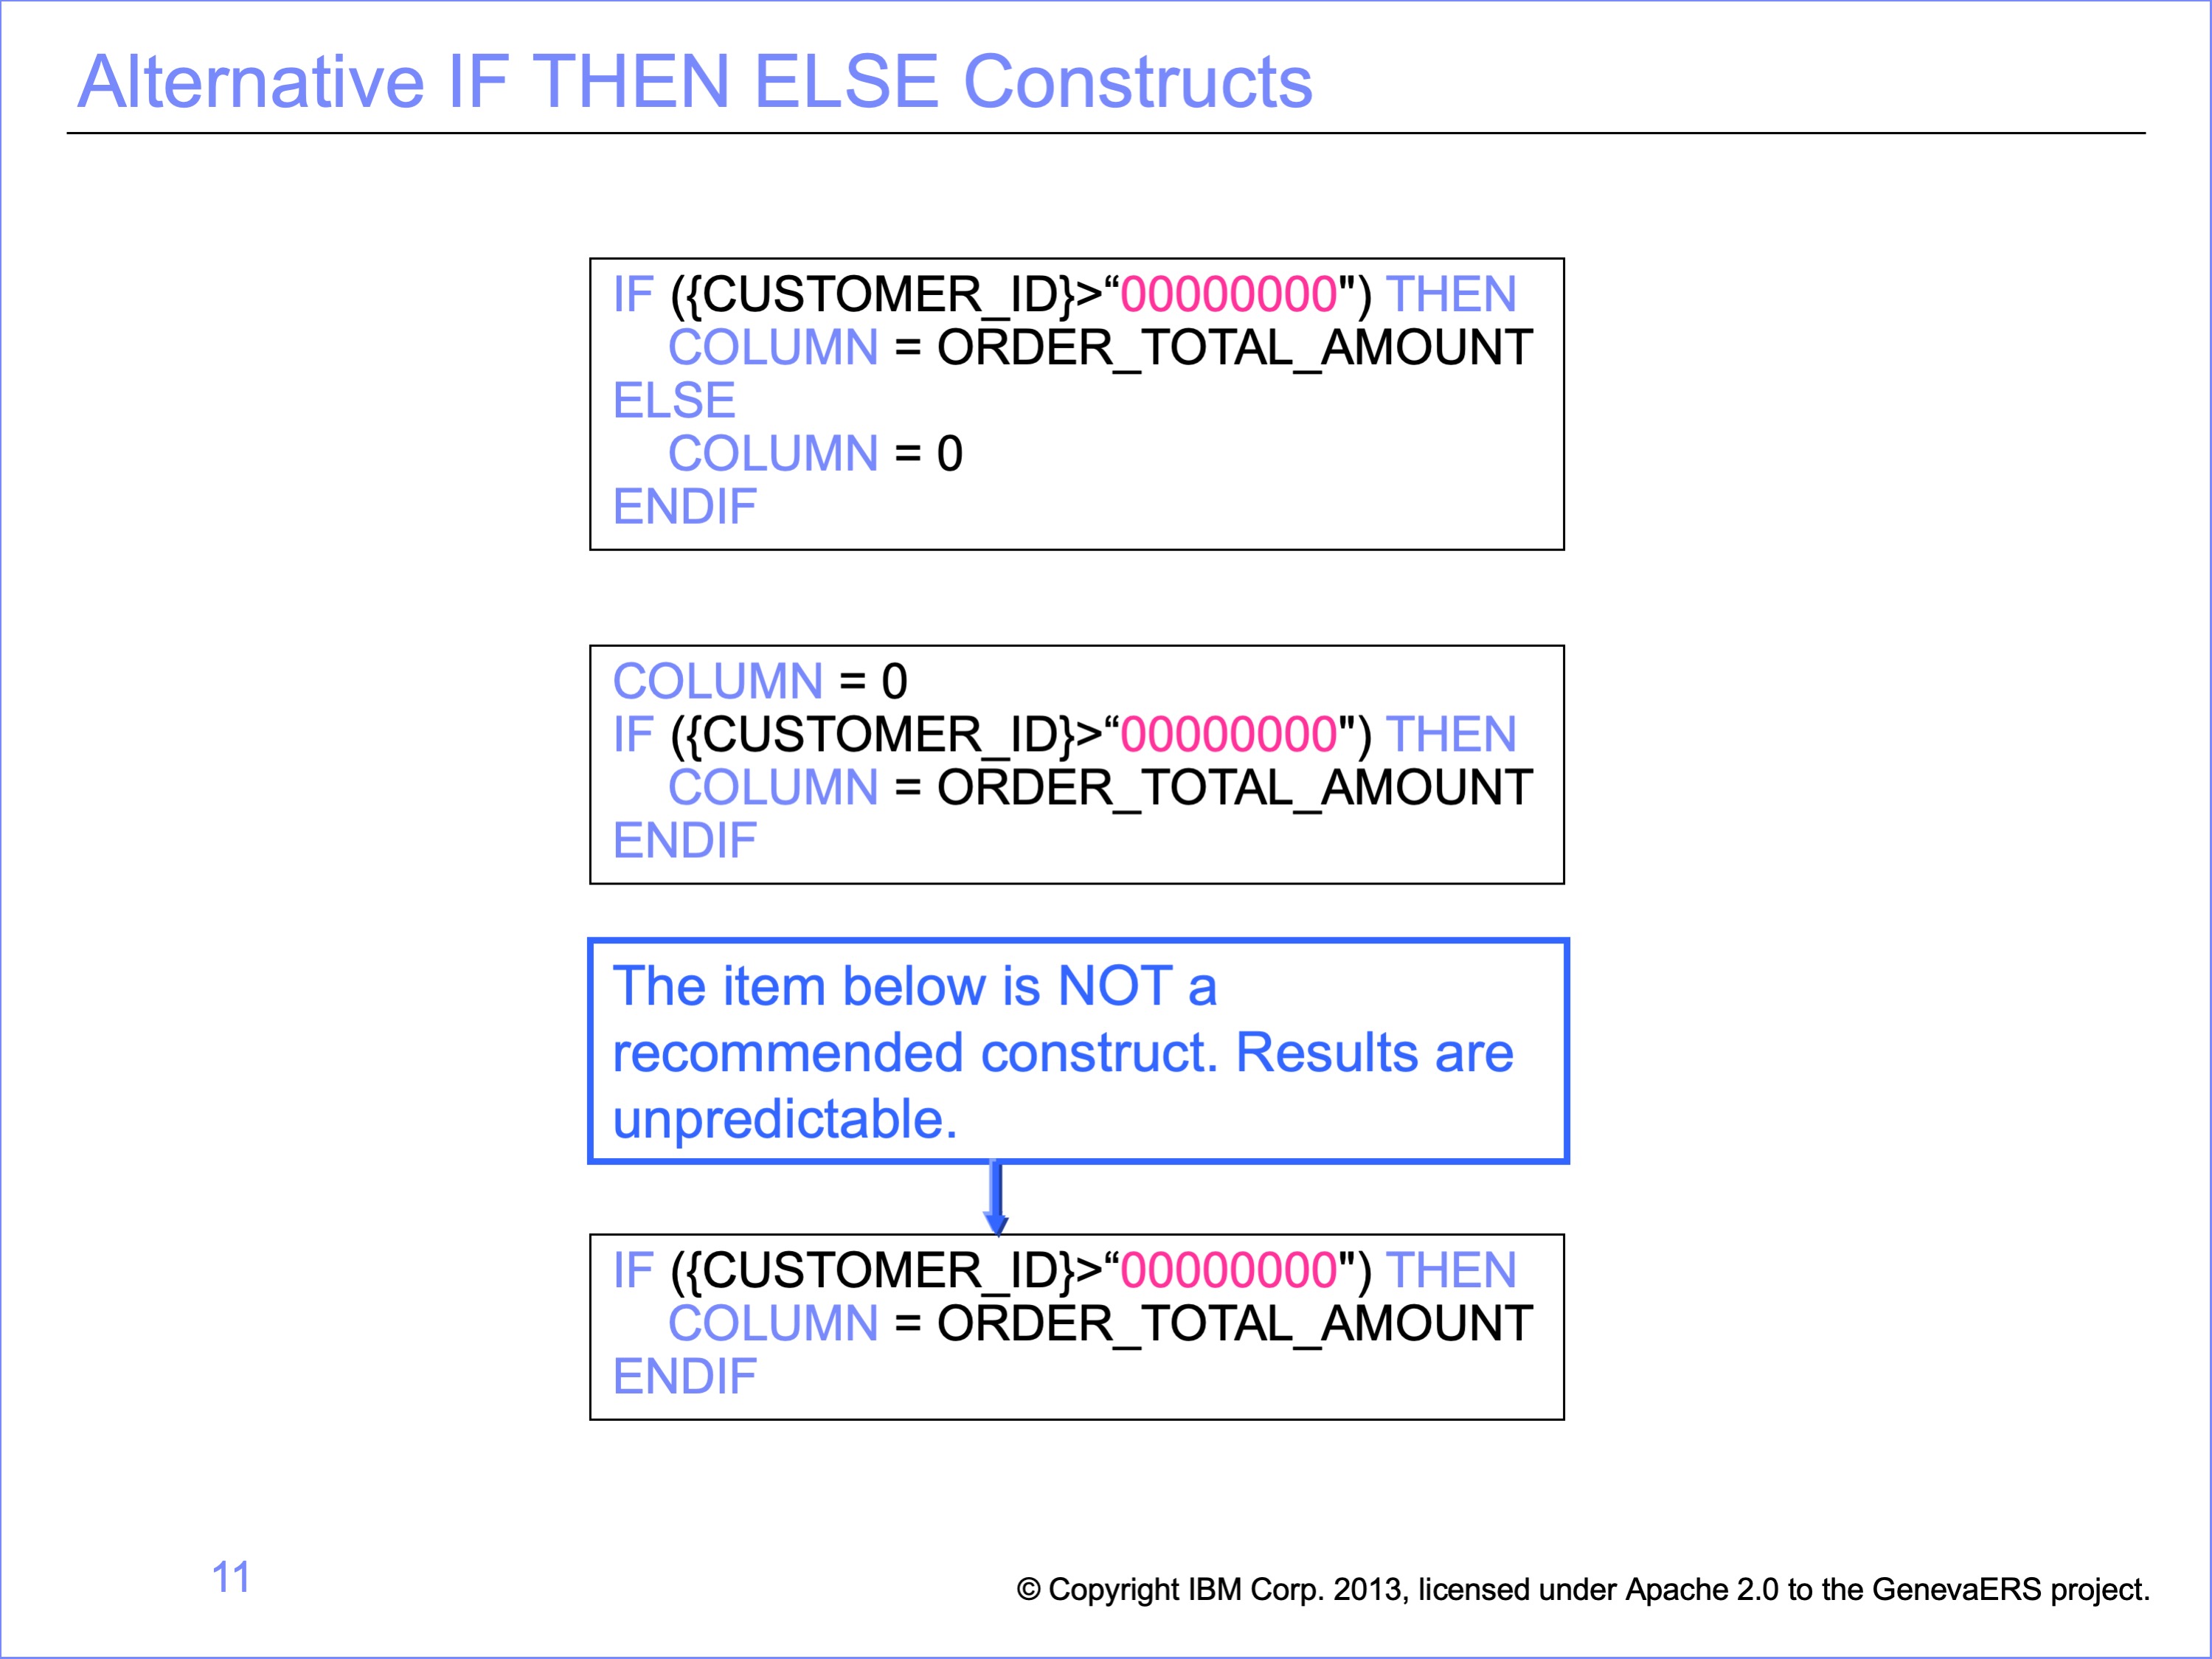 Alternative IF THEN ELSE Constructs
IF ({CUSTOMER_ID}>“00000000") THEN
COLUMN = ORDER_TOTAL_AMOUNT
ELSE
COLUMN = 0
ENDIF
COLUMN = 0
IF ({CUSTOMER_ID}>“00000000") THEN
COLUMN = ORDER_TOTAL_AMOUNT
ENDIF
The item below is NOT a
recommended construct. Results are
unpredictable.
IF ({CUSTOMER_ID}>“00000000") THEN
COLUMN = ORDER_TOTAL_AMOUNT
ENDIF
11
© Copyright IBM Corp. 2013, licensed under Apache 2.0 to the GenevaERS project.